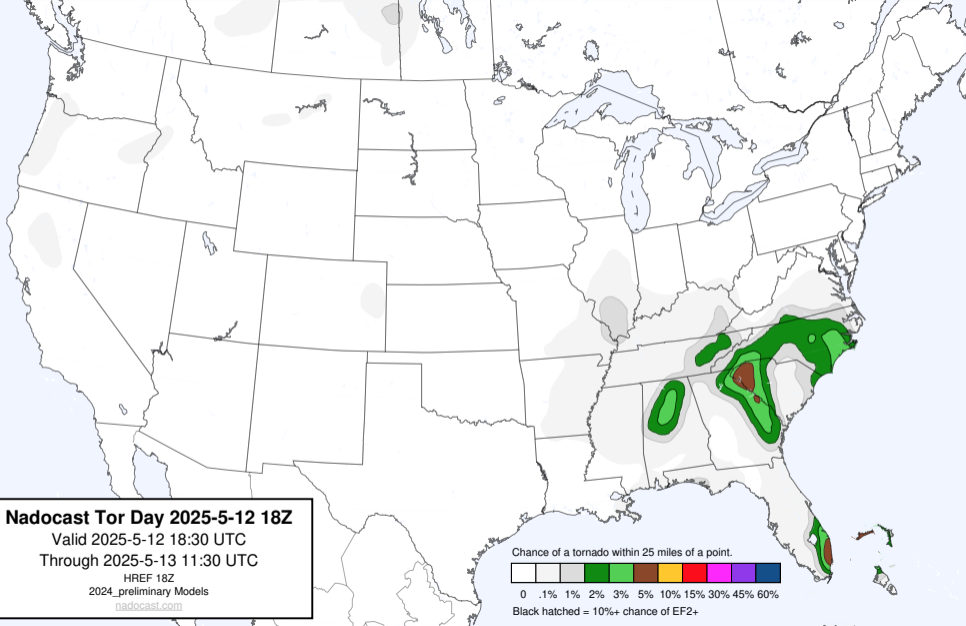 Nadocast Tor Day 2025-5-12 18Z
Valid 2025-5-12 18:30 UTC
Through 2025-5-13 11:30 UTC
HREF 18Z
2024_preliminary Models
nadocast.com
Chance of a tornado within 25 miles of a point.
0 .1% 1% 2% 3% 5% 10% 15% 30% 45% 60%
Black hatched = 10%+ chance of EF2+